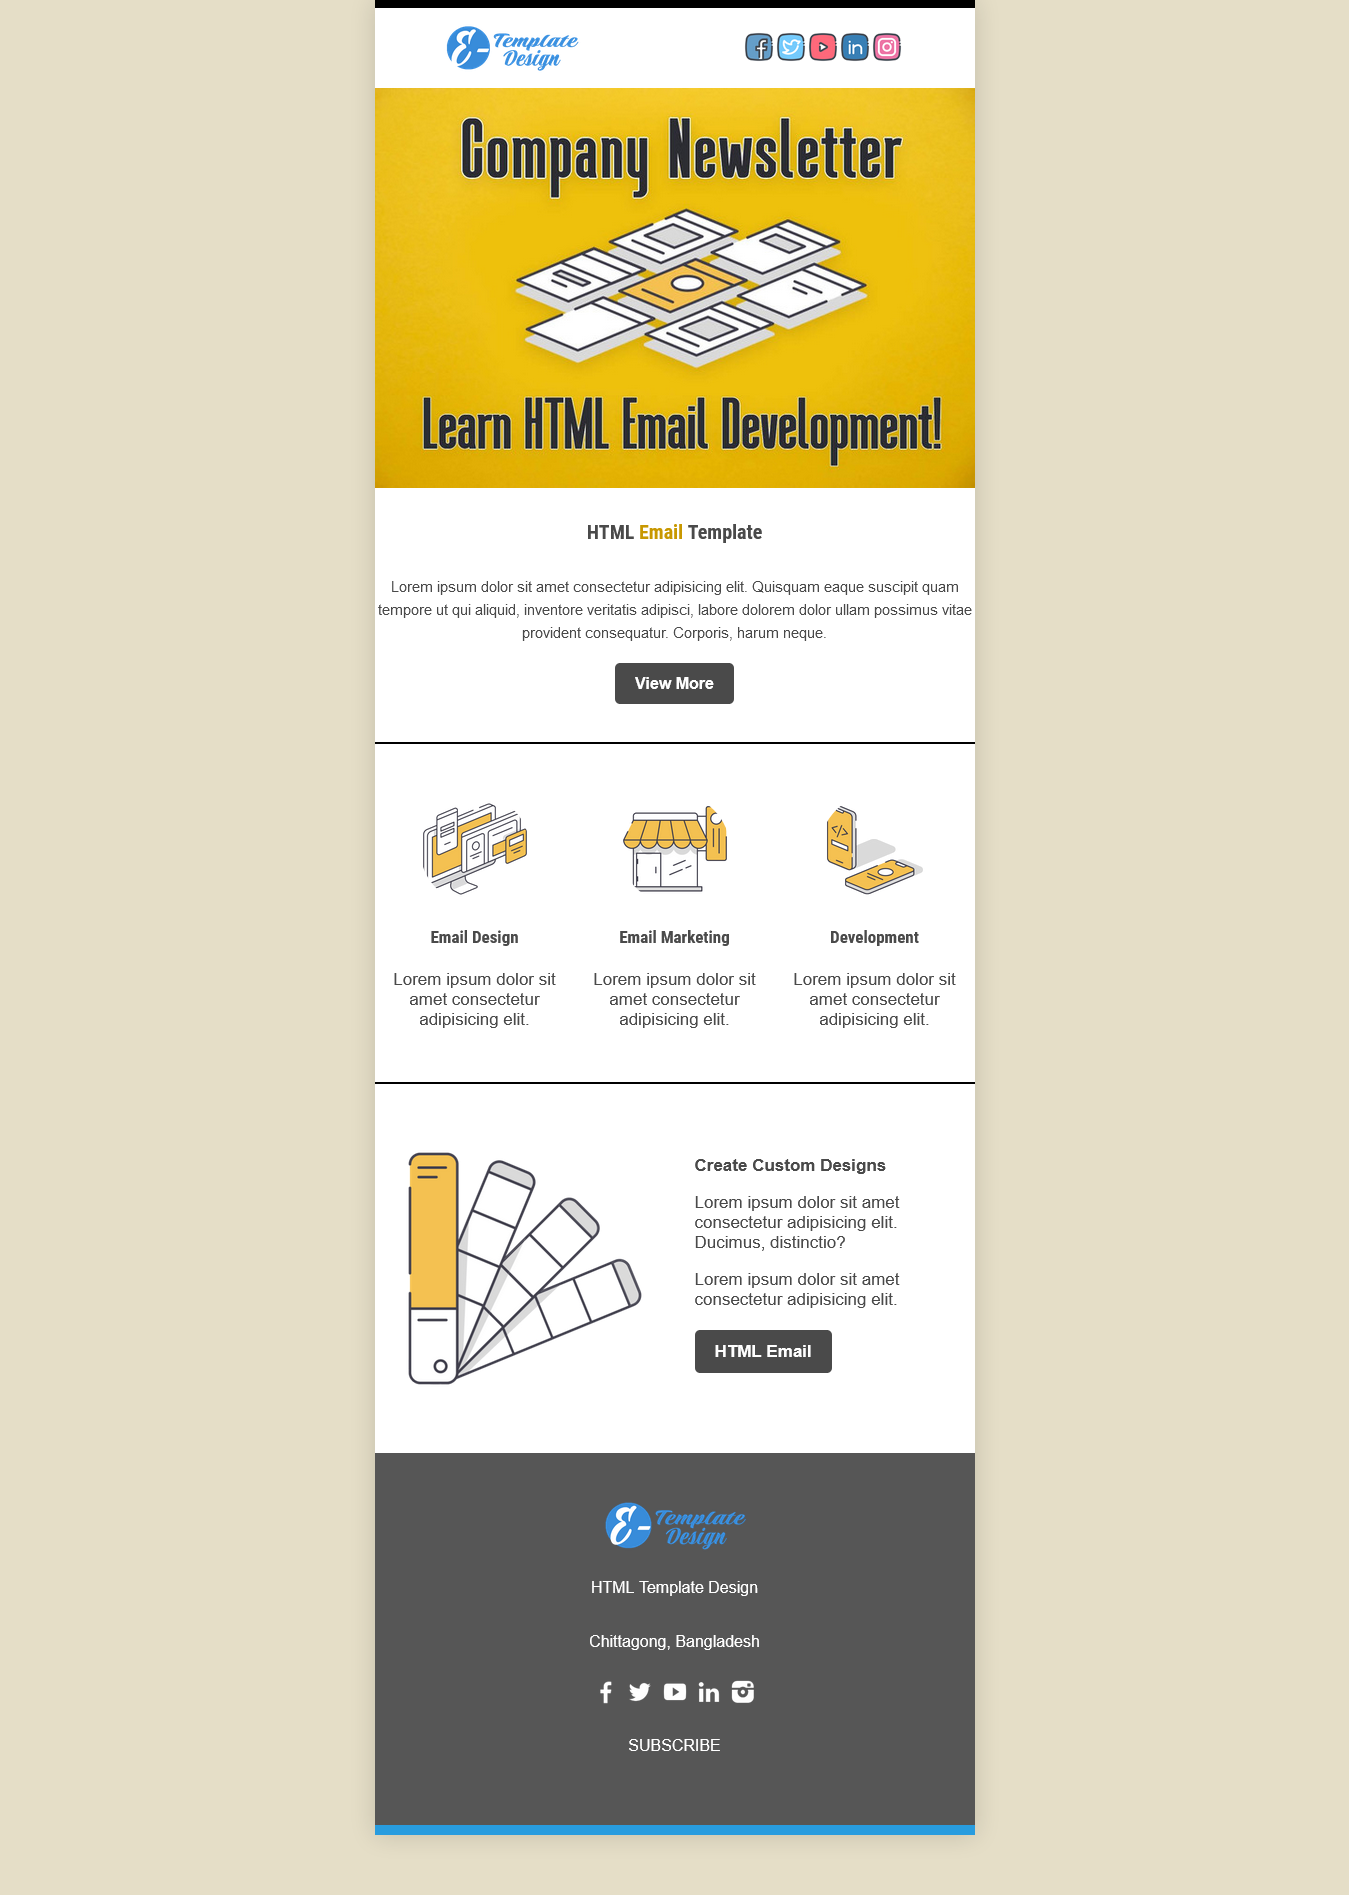 E-Template
Design
Company Newsletter
Learn HTML Email Development!
HTML Email Template
Lorem ipsum dolor sit amet consectetur adipisicing elit. Quisquam eaque suscipit quam
tempore ut qui aliquid, inventore veritatis adipisci, labore dolorem dolor ullam possimus vitae
provident consequatur. Corporis, harum neque.
View More
Email Design
Lorem ipsum dolor sit
amet consectetur
adipisicing elit.
Email Marketing
Lorem ipsum dolor sit
amet consectetur
adipisicing elit.
Development
Lorem ipsum dolor sit
amet consectetur
adipisicing elit.
Create Custom Designs
Lorem ipsum dolor sit amet
consectetur adipisicing elit.
Ducimus, distinctio?
Lorem ipsum dolor sit amet
consectetur adipisicing elit.
HTML Email
E-Template
Design
HTML Template Design
Chittagong, Bangladesh
SUBSCRIBE